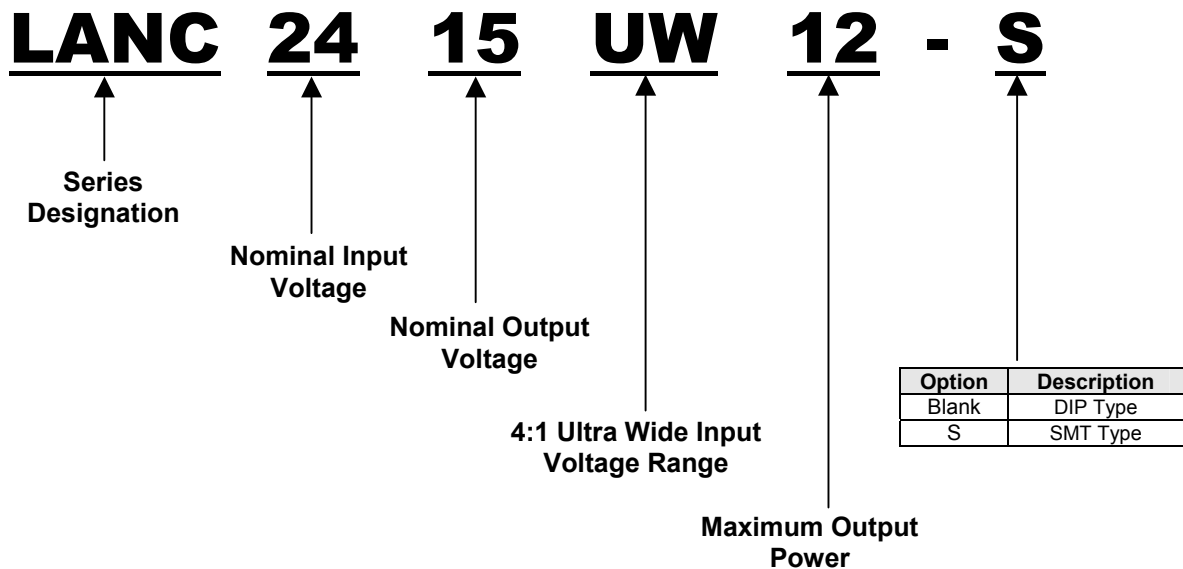 LANC 24 15 UW 12 - S
Series
Designation
Nominal Input
Voltage
Nominal Output
Voltage
4:1 Ultra Wide Input
Voltage Range
Maximum Output
Power
Option Description
Blank DIP Type
S SMT Type